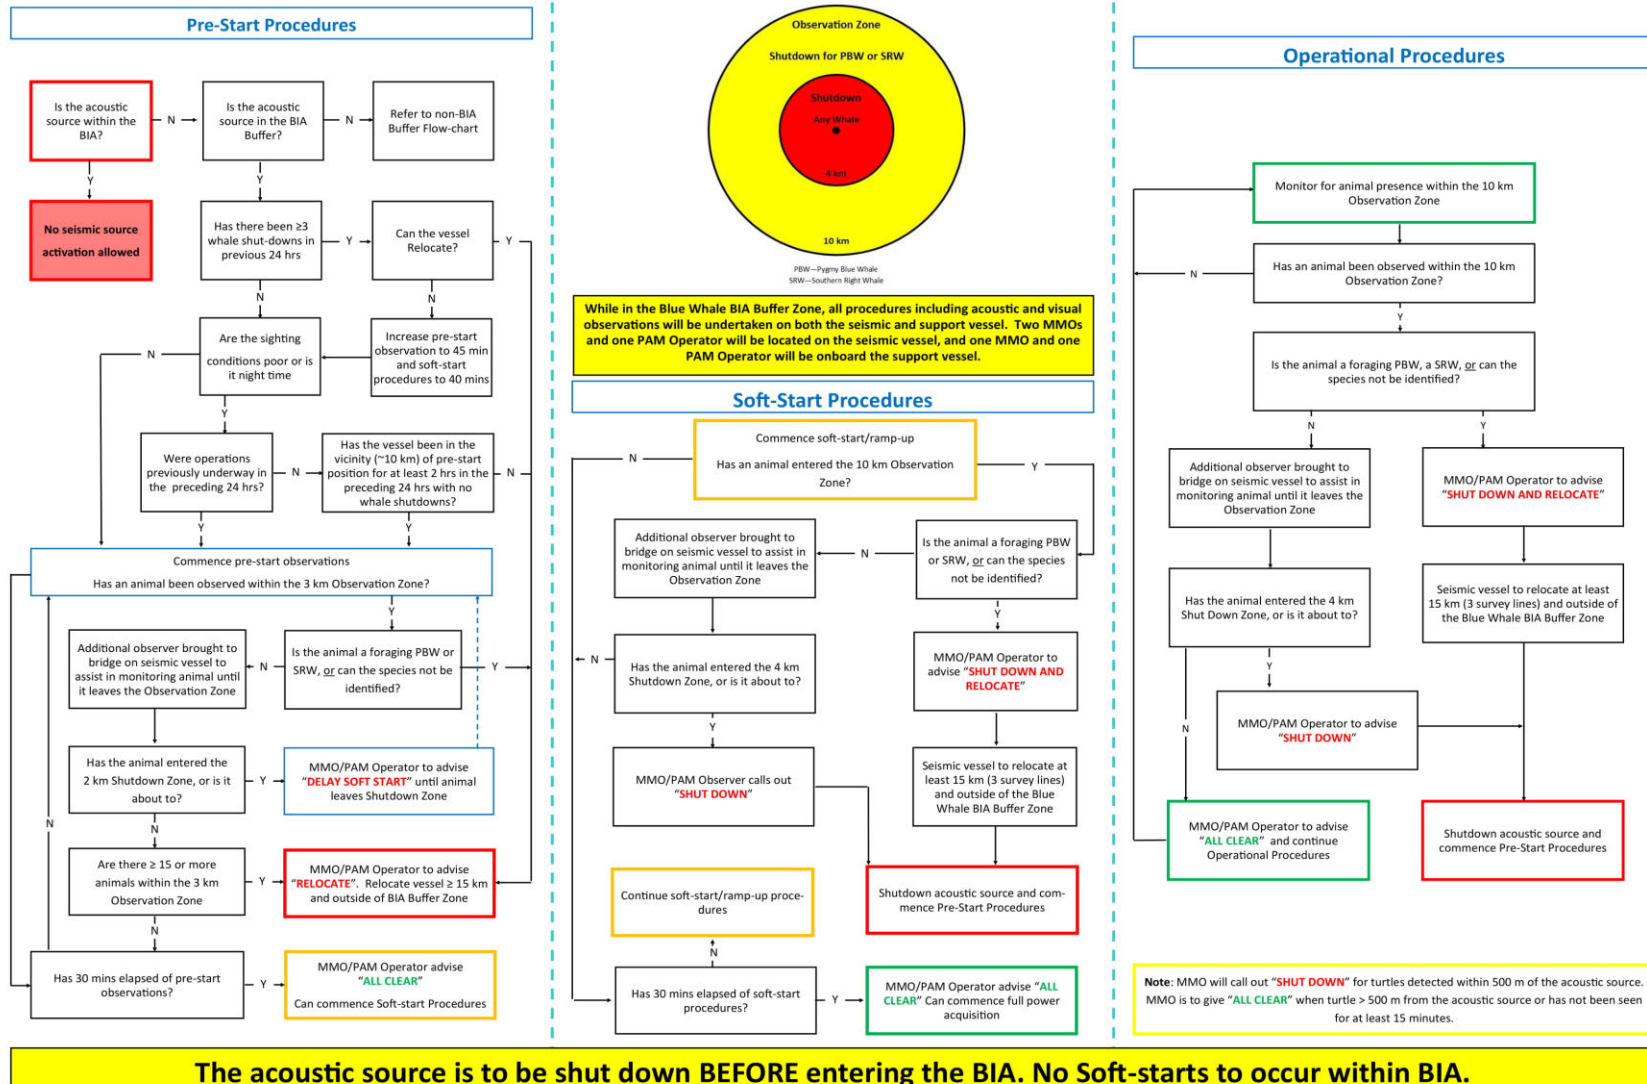 Pre-Start Procedures
Is the acoustic
source within the
BIA?
N
Is the acoustic
source in the BIA
Buffer?
N
Refer to non-BIA
Buffer Flow-chart
Y
Y
No seismic source
activation allowed
Has there been ≥3
whale shut-downs in
previous 24 hrs
Y
Can the vessel
Relocate?
Y
N
N
Are the sighting
conditions poor or is
it night time
N
Increase pre-start
observation to 45 min
and soft-start
procedures to 40 mins
Y
Were operations
previously underway in
the preceding 24 hrs?
N
Has the vessel been in the
vicinity (~10 km) of pre-start
position for at least 2 hrs in the
preceding 24 hrs with no
whale shutdowns?
N
Y
Y
Commence pre-start observations
Has an animal been observed within the 3 km Observation Zone?
Y
Additional observer brought to
bridge on seismic vessel to
assist in monitoring animal until
it leaves the Observation Zone
N
Is the animal a foraging PBW or
SRW, or can the species not be
identified?
Y
Has the animal entered the
2 km Shutdown Zone, or is it
about to?
Y
MMO/PAM Operator to advise
“DELAY SOFT START” until animal
leaves Shutdown Zone
N
N
Are there ≥ 15 or more
animals within the 3 km
Observation Zone
Y
MMO/PAM Operator to advise
“RELOCATE”. Relocate vessel ≥ 15 km
and outside of BIA Buffer Zone
N
Has 30 mins elapsed of pre-start
observations?
Y
MMO/PAM Operator advise
“ALL CLEAR”
Can commence Soft-start Procedures
Observation Zone
Shutdown for PBW or SRW
Shutdown
Any Whale
4 km
10 km
PBW—Pygmy Blue Whale
SRW—Southern Right Whale
While in the Blue Whale BIA Buffer Zone, all procedures including acoustic and visual
observations will be undertaken on both the seismic and support vessel. Two MMOs
and one PAM Operator will be located on the seismic vessel, and one MMO and one
PAM Operator will be onboard the support vessel.
Soft-Start Procedures
Commence soft-start/ramp-up
Has an animal entered the 10 km Observation
Zone?
N
Y
Additional observer brought to
bridge on seismic vessel to assist in
monitoring animal until it leaves the
Observation Zone
N
Is the animal a foraging PBW
or SRW, or can the species
not be identified?
Y
Has the animal entered the 4 km
Shutdown Zone, or is it about to?
N
MMO/PAM Operator to
advise “SHUT DOWN AND
RELOCATE”
Y
MMO/PAM Observer calls out
“SHUT DOWN”
Seismic vessel to relocate at
least 15 km (3 survey lines)
and outside of the Blue
Whale BIA Buffer Zone
Continue soft-start/ramp-up proce-
dures
Shutdown acoustic source and com-
mence Pre-Start Procedures
N
Has 30 mins elapsed of soft-start
procedures?
Y
MMO/PAM Operator advise “ALL
CLEAR” Can commence full power
acquisition
Operational Procedures
Monitor for animal presence within the 10 km
Observation Zone
Has an animal been observed within the 10 km
Observation Zone?
N
Y
Is the animal a foraging PBW, a SRW, or can the
species not be identified?
N
Y
Additional observer brought to
bridge on seismic vessel to assist in
monitoring animal until it leaves the
Observation Zone
MMO/PAM Operator to advise
“SHUT DOWN AND RELOCATE”
Has the animal entered the 4 km
Shut Down Zone, or is it about to?
Seismic vessel to relocate at least
15 km (3 survey lines) and outside of
the Blue Whale BIA Buffer Zone
Y
N
MMO/PAM Operator to advise
“SHUT DOWN”
MMO/PAM Operator to advise
“ALL CLEAR” and continue
Operational Procedures
Shutdown acoustic source and
commence Pre-Start Procedures
Note: MMO will call out “SHUT DOWN” for turtles detected within 500 m of the acoustic source.
MMO is to give “ALL CLEAR” when turtle > 500 m from the acoustic source or has not been seen
for at least 15 minutes.
The acoustic source is to be shut down BEFORE entering the BIA. No Soft-starts to occur within BIA.